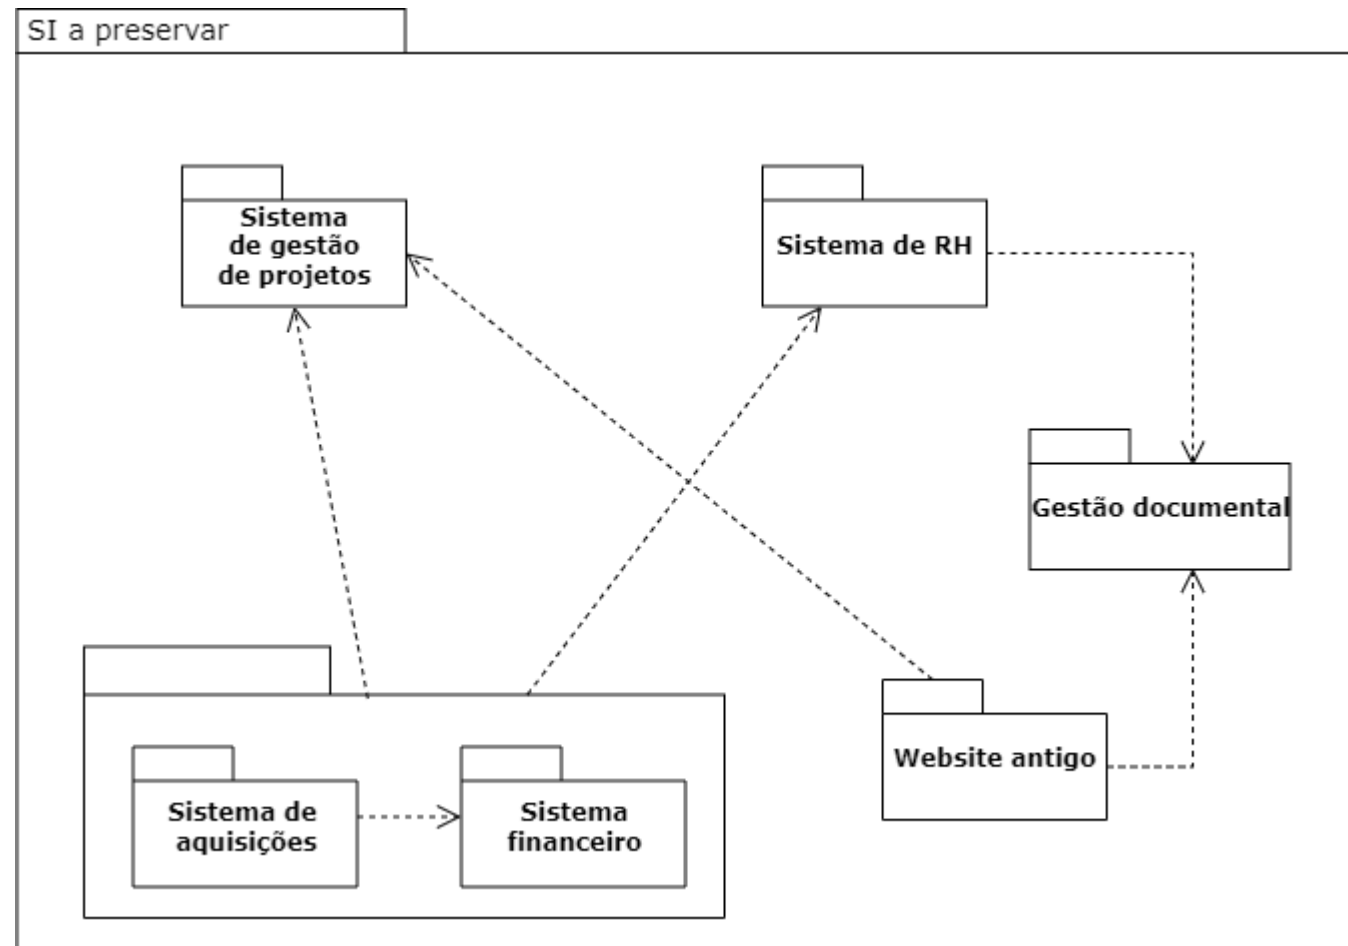 SI a preservar
Sistema
de gestão
de projetos
Sistema de RH
Gestão documental
Website antigo
Sistema de
aquisições
Sistema
financeiro